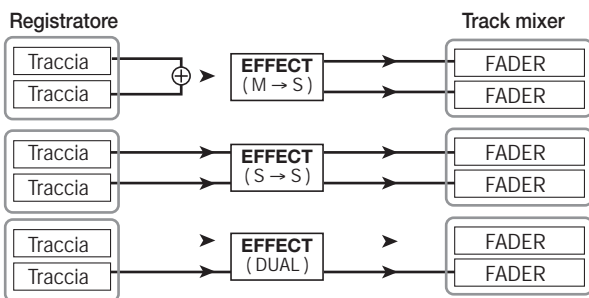 Registratore
Track mixer
Traccia
EFFECT
FADER
Traccia
(M → S)
FADER
Traccia
EFFECT
FADER
Traccia
(S → S)
FADER
Traccia
EFFECT
FADER
Traccia
(DUAL)
FADER